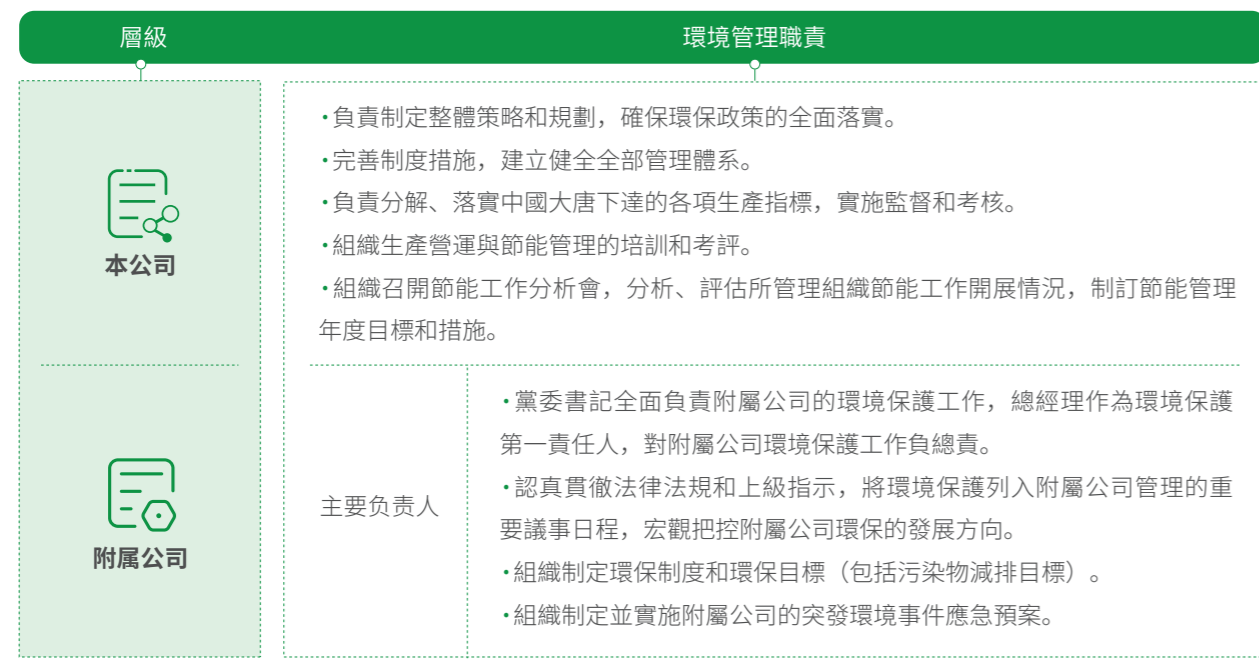 層級
環境管理職責
本公司
•負責制定整體策略和規劃，確保環保政策的全面落實。
•完善制度措施，建立健全全部管理體系。
•負責分解、落實中國大唐下達的各項生產指標，實施監督和考核。
•組織生產營運與節能管理的培訓和考評。
•組織召開節能工作分析會，分析、評估所管理組織節能工作開展情況，制訂節能管理
年度目標和措施。
附属公司
主要负责人
•黨委書記全面負責附屬公司的環境保護工作，總經理作為環境保護
第一責任人，對附屬公司環境保護工作負總責。
•認真貫徹法律法規和上級指示，將環境保護列入附屬公司管理的重
要議事日程，宏觀把控附屬公司環保的發展方向。
•組織制定環保制度和環保目標（包括污染物減排目標）。
•組織制定並實施附屬公司的突發環境事件應急預案。